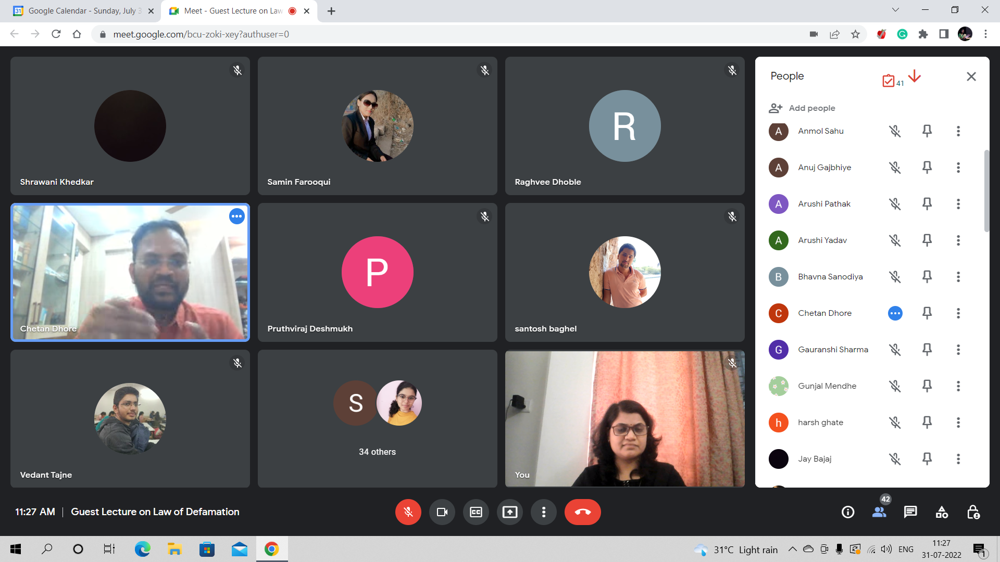 31
Google Calendar - Sunday, July 3
Meet - Guest Lecture on Law
meet.google.com/bcu-zoki-xey?authuser=0
G
Shrawani Khedkar
Samin Farooqui
R
Raghvee Dhoble
Chetan Dhore
P
Pruthviraj Deshmukh
santosh baghel
Vedant Tajne
S
34 others
You
People
41
Add people
A Anmol Sahu
A Anuj Gajbhiye
A Arushi Pathak
A Arushi Yadav
B Bhavna Sanodiya
C Chetan Dhore
G Gauranshi Sharma
Gunjal Mendhe
h harsh ghate
Jay Bajaj
11:27 AM | Guest Lecture on Law of Defamation
CC
42
31°C Light rain
ENG
11:27
31-07-2022
1